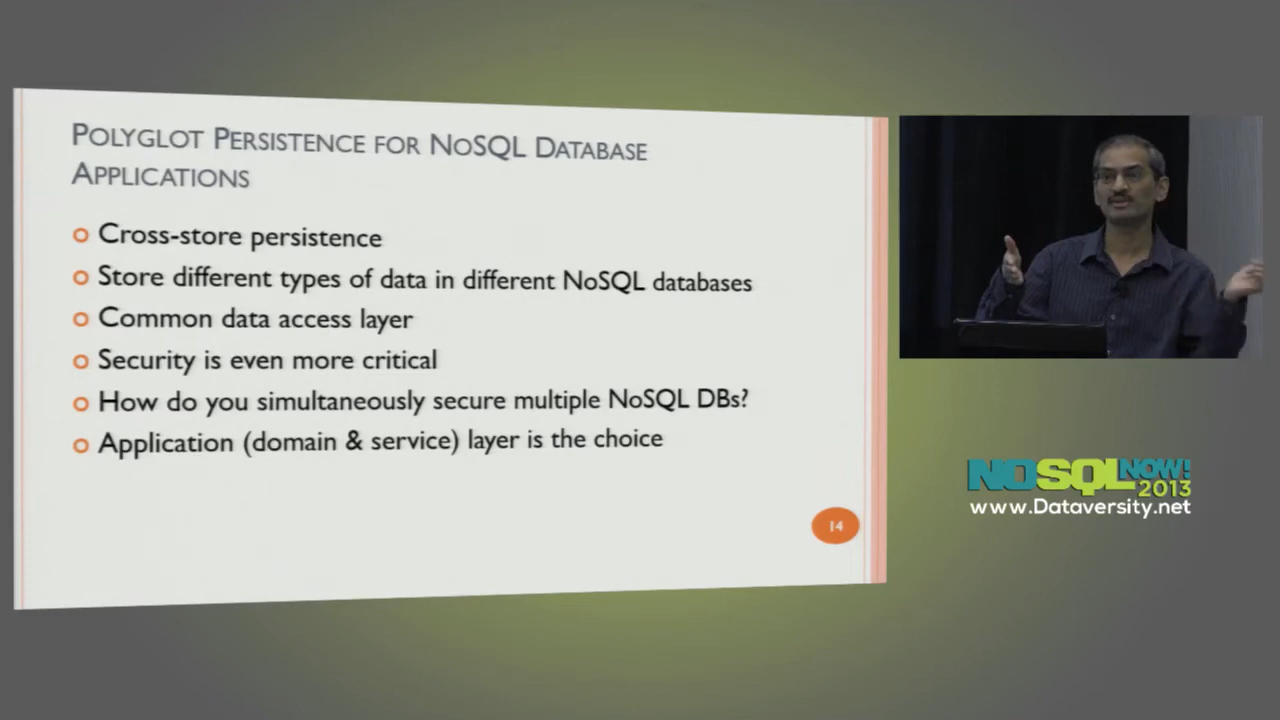 POLYGLOT PERSISTENCE FOR NOSQL DATABASE
APPLICATIONS
Cross-store persistence
Store different types of data in different NoSQL databases
Common data access layer
Security is even more critical
How do you simultaneously secure multiple NoSQL DBs?
Application (domain & service) layer is the choice
14
NOSQLNOW!
2013
www.Dataversity.net